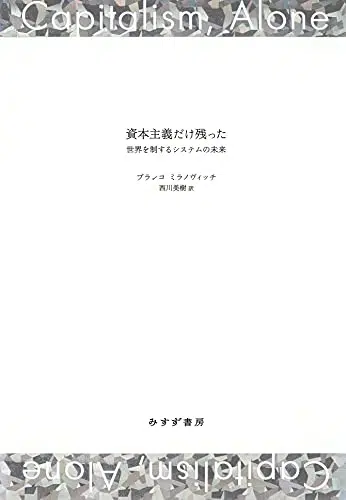 Capitalism, Alone
資本主義だけ残った
世界を制するシステムの未来
ブランコ ミラノヴィッチ
西川美樹 訳
みすず書房
Capitalism, Alone